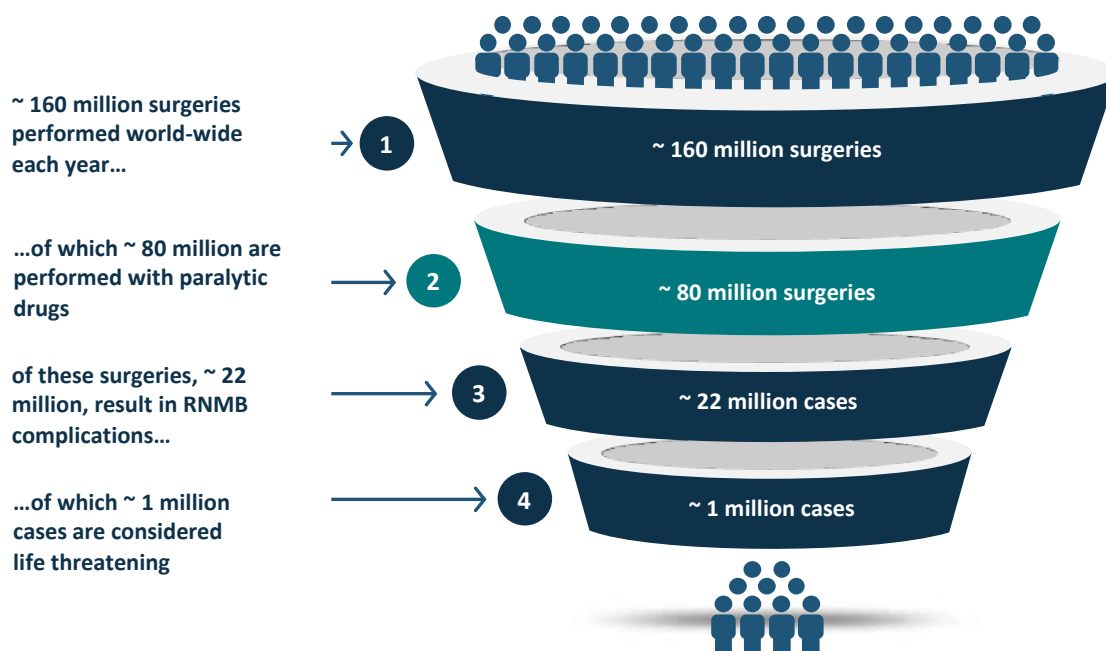 ~ 160 million surgeries
performed world-wide
each year...
1
~ 160 million surgeries
...of which ~ 80 million are
performed with paralytic
drugs
2
~ 80 million surgeries
of these surgeries, ~ 22
million, result in RNMB
complications...
3
~ 22 million cases
...of which ~ 1 million
cases are considered
life threatening
4
~ 1 million cases